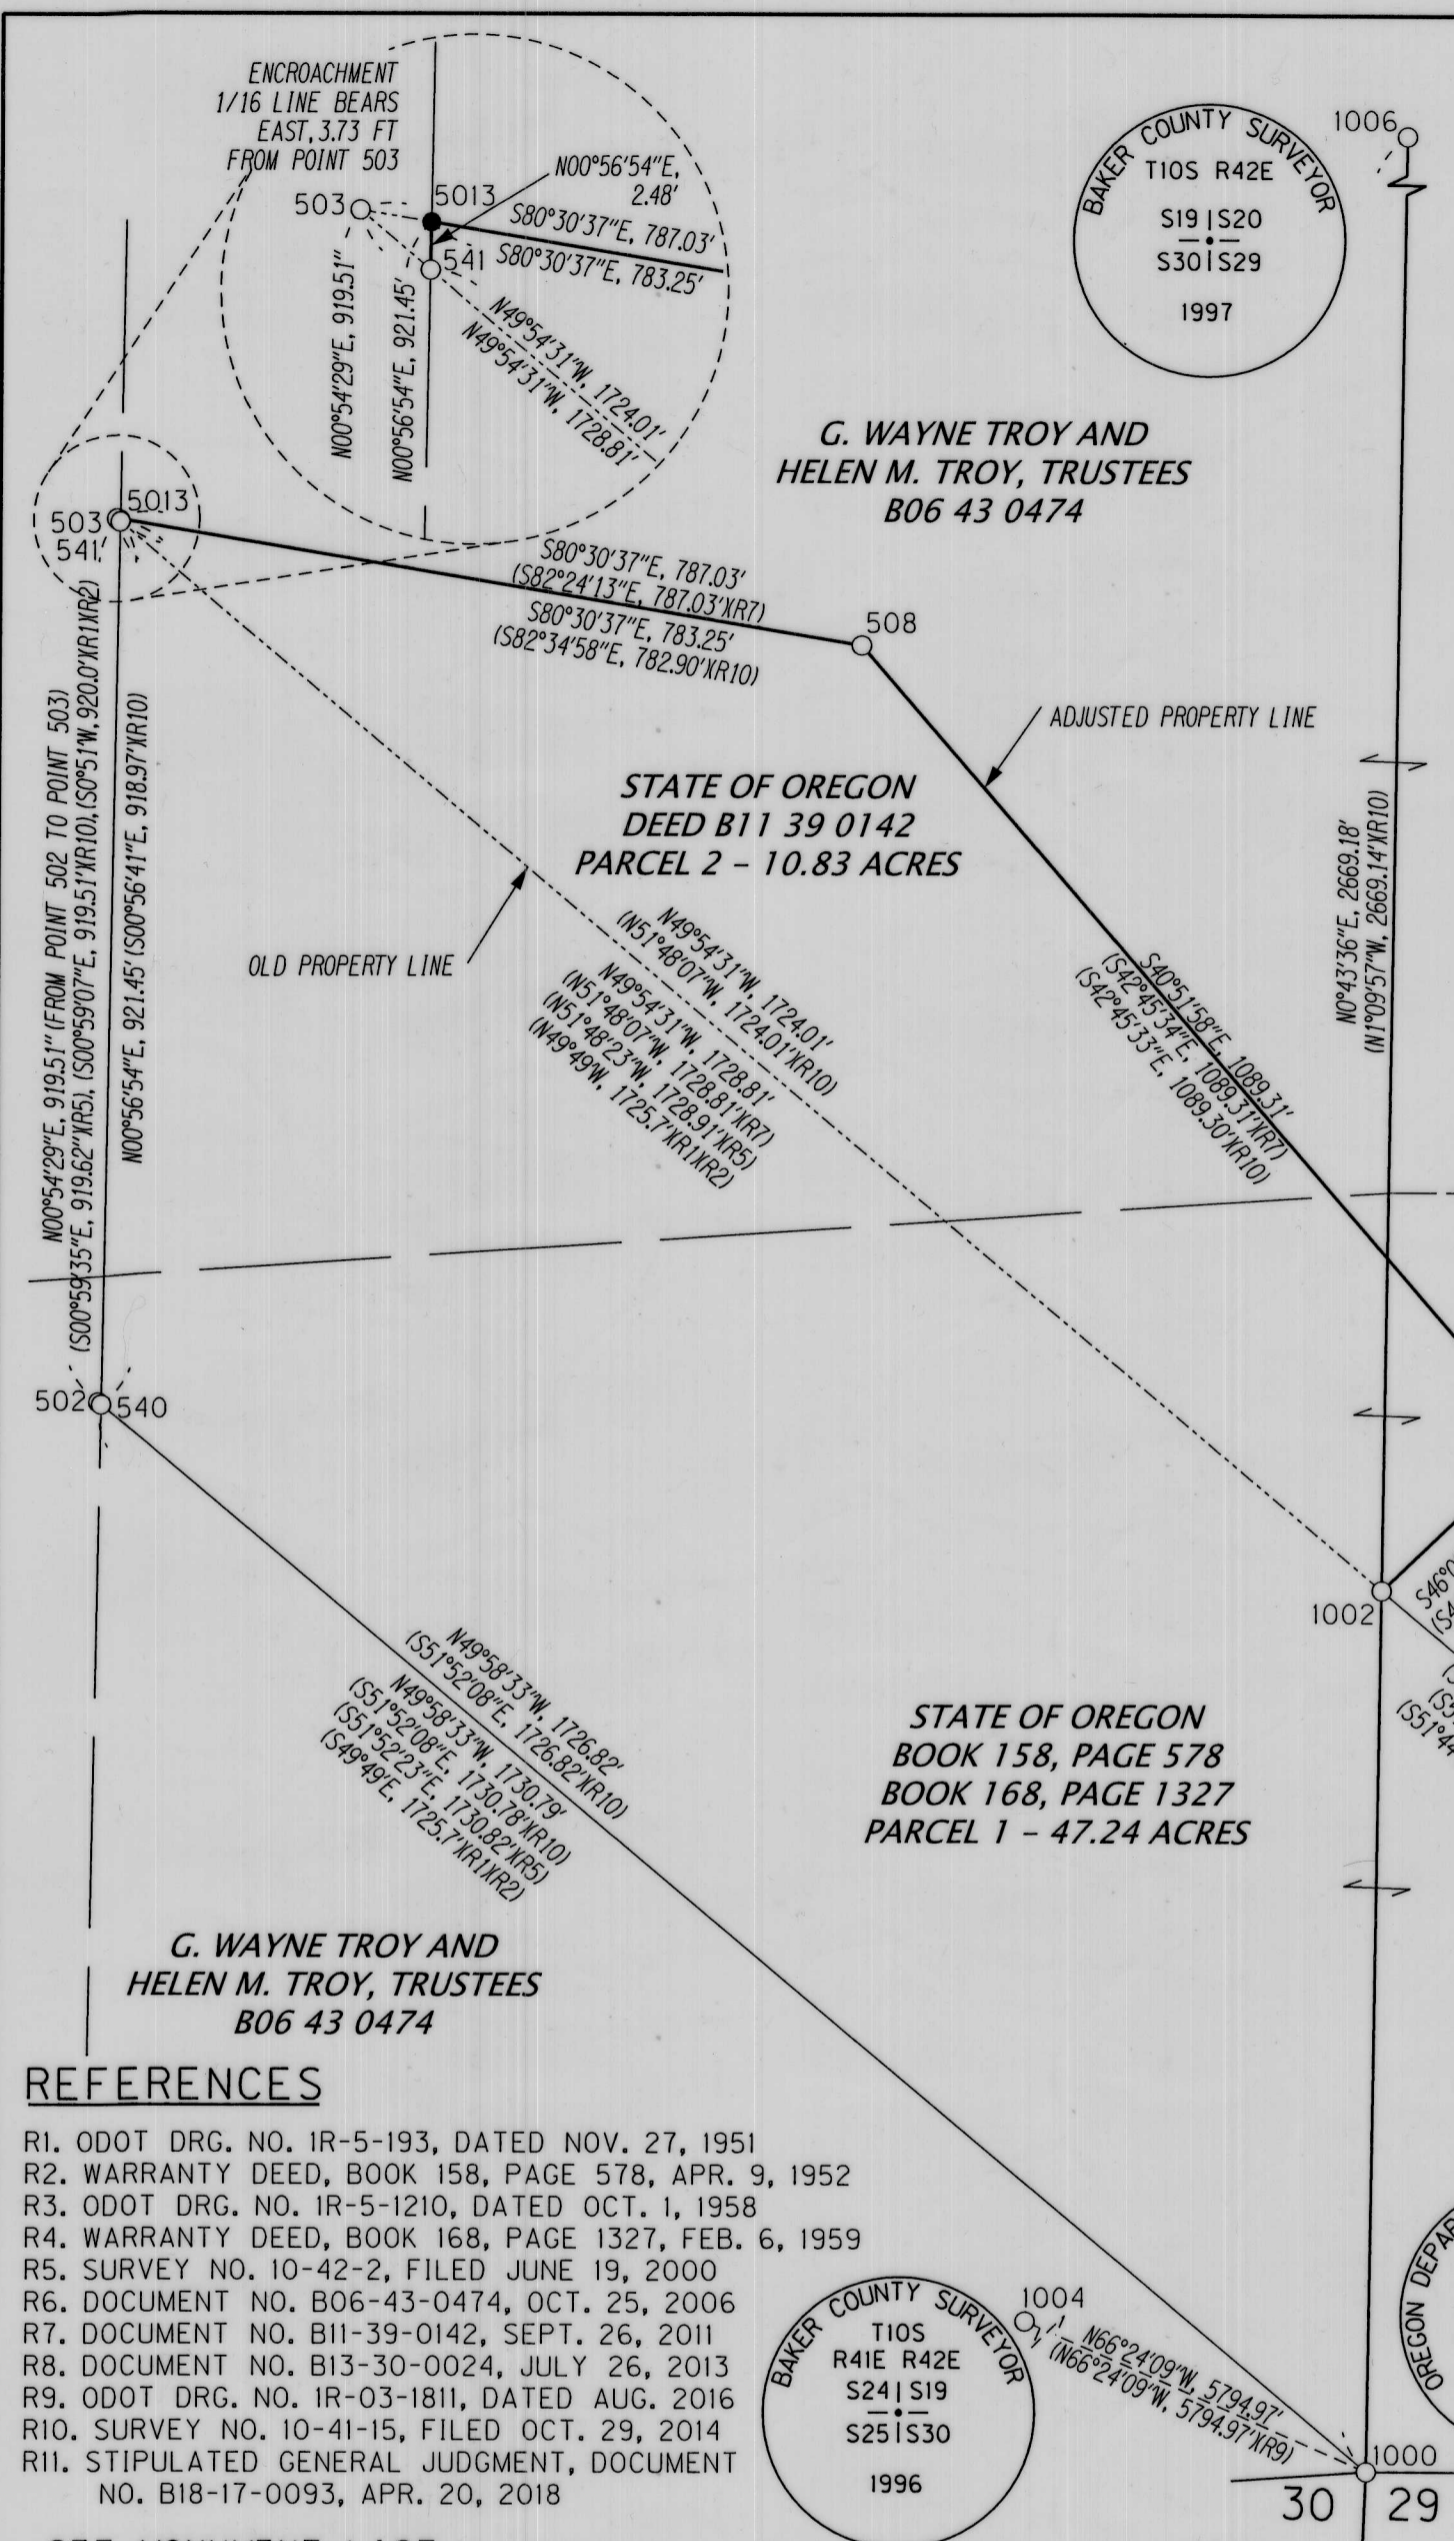 ENCROACHMENT
1/16 LINE BEARS
EAST, 3.73 FT
FROM POINT 503
N00°56'54"E,
2.48'
503
5013
541
S80°30'37"E, 787.03'
S80°30'37"E, 783.25'
N00°54'29"E, 919.51"
N00°56'54"E, 921.45'
N49°54'31"W, 1724.01'
N49°54'31"W, 1728.81'
BAKER COUNTY SURVEYOR
T10S R42E
S19 | S20
S30 | S29
1997
1006
G. WAYNE TROY AND
HELEN M. TROY, TRUSTEES
B06 43 0474
5013
503
541
S80°30'37"E, 787.03'
(S82°24'13"E, 787.03')(R7)
S80°30'37"E, 783.25'
(S82°34'58"E, 782.90')(R10)
508
ADJUSTED PROPERTY LINE
STATE OF OREGON
DEED B11 39 0142
PARCEL 2 – 10.83 ACRES
N00°54'29"E, 919.51" (FROM POINT 502 TO POINT 503)
(S00°59'35"E, 919.62")(R5), (S00°59'07"E, 919.51')(R10), (S0°51'W, 920.0')(R1)(R2)
N00°56'54"E, 921.45' (S00°56'41"E, 918.97')(R10)
OLD PROPERTY LINE
N49°54'31"W, 1724.01'
(N51°48'07"W, 1724.01')(R10)
N49°54'31"W, 1728.81'
(N51°48'07"W, 1728.81')(R7)
(N51°48'23"W, 1728.91')(R5)
(N49°49'W, 1725.7')(R1)(R2)
S40°51'58"E, 1089.31'
(S42°45'34"E, 1089.31')(R7)
(S42°45'33"E, 1089.30')(R10)
N0°43'36"E, 2669.18'
(N1°09'57"W, 2669.14')(R10)
502
540
1002
N49°58'33"W, 1726.82'
(S51°52'08"E, 1726.82')(R10)
N49°58'33"W, 1730.79'
(S51°52'08"E, 1730.78')(R10)
(S51°52'23"E, 1730.82')(R5)
(S49°49'E, 1725.7')(R1)(R2)
STATE OF OREGON
BOOK 158, PAGE 578
BOOK 168, PAGE 1327
PARCEL 1 – 47.24 ACRES
G. WAYNE TROY AND
HELEN M. TROY, TRUSTEES
B06 43 0474
REFERENCES
R1. ODOT DRG. NO. 1R-5-193, DATED NOV. 27, 1951
R2. WARRANTY DEED, BOOK 158, PAGE 578, APR. 9, 1952
R3. ODOT DRG. NO. 1R-5-1210, DATED OCT. 1, 1958
R4. WARRANTY DEED, BOOK 168, PAGE 1327, FEB. 6, 1959
R5. SURVEY NO. 10-42-2, FILED JUNE 19, 2000
R6. DOCUMENT NO. B06-43-0474, OCT. 25, 2006
R7. DOCUMENT NO. B11-39-0142, SEPT. 26, 2011
R8. DOCUMENT NO. B13-30-0024, JULY 26, 2013
R9. ODOT DRG. NO. 1R-03-1811, DATED AUG. 2016
R10. SURVEY NO. 10-41-15, FILED OCT. 29, 2014
R11. STIPULATED GENERAL JUDGMENT, DOCUMENT
NO. B18-17-0093, APR. 20, 2018
BAKER COUNTY SURVEYOR
T10S
R41E R42E
S24 | S19
S25 | S30
1996
1004
N66°24'09"W, 5794.97'
(N66°24'09"W, 5794.97')(R9)
OREGON
1000
30 | 29